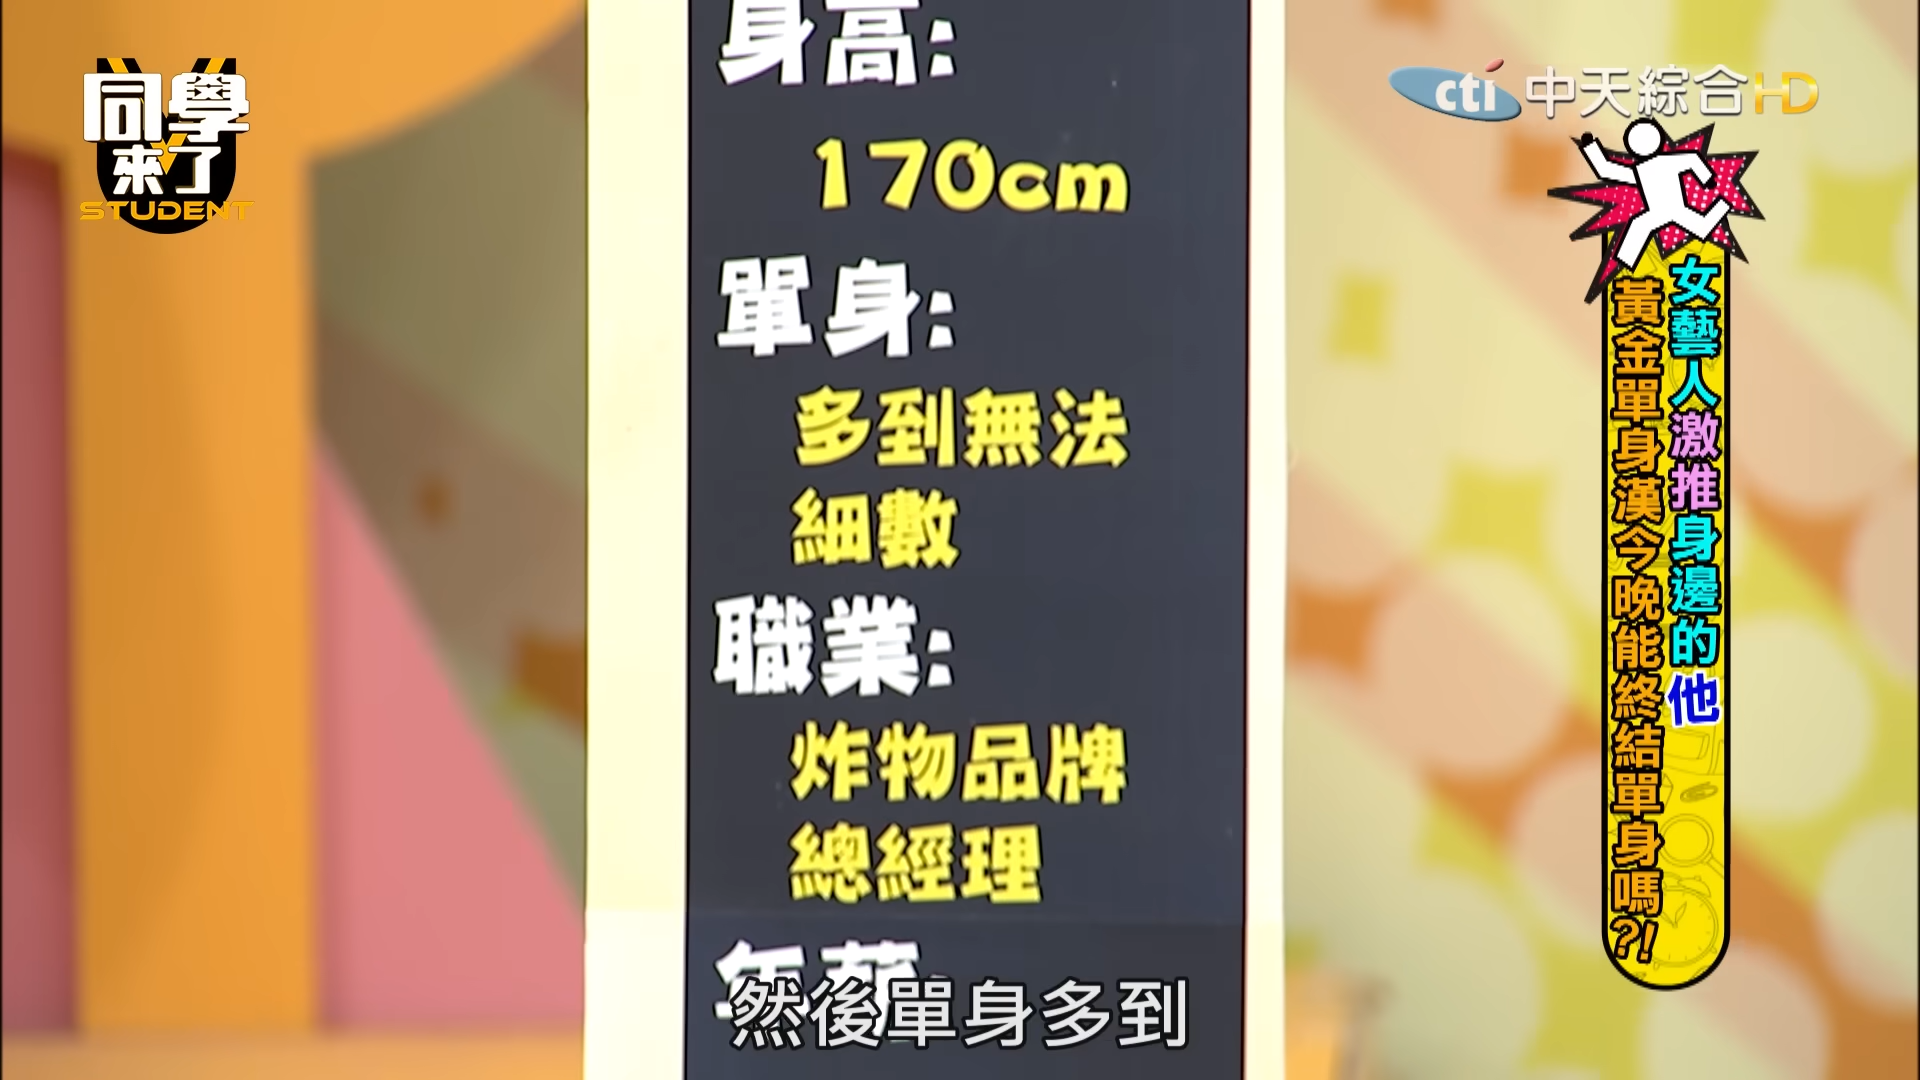 同學
來了
STUDENT
cti 中天綜合HD
身高:
170cm
單身:
多到無法
細數
職業:
炸物品牌
總經理
年薪:
然後單身多到
女藝人激推身邊的他
黃金單身漢今晚能終結單身嗎?!